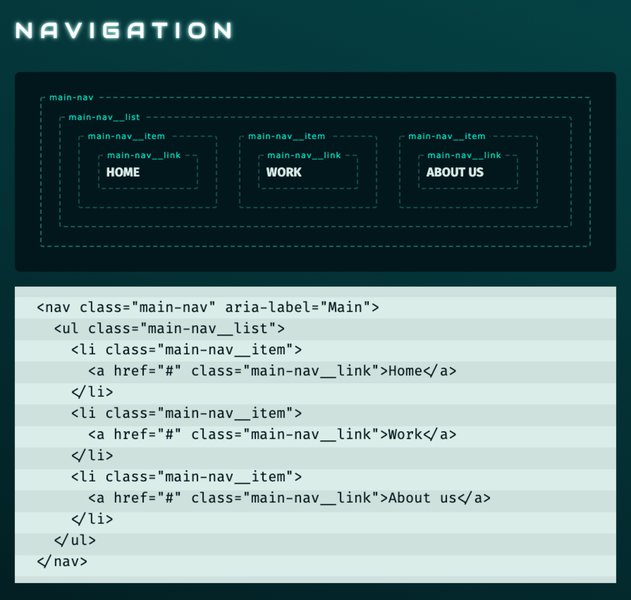 NAVIGATION
main-nav
main-nav__list
main-nav__item main-nav__item main-nav__item
main-nav__link main-nav__link main-nav__link
HOME WORK ABOUT US
<nav class="main-nav" aria-label="Main">
  <ul class="main-nav__list">
    <li class="main-nav__item">
      <a href="#" class="main-nav__link">Home</a>
    </li>
    <li class="main-nav__item">
      <a href="#" class="main-nav__link">Work</a>
    </li>
    <li class="main-nav__item">
      <a href="#" class="main-nav__link">About us</a>
    </li>
  </ul>
</nav>